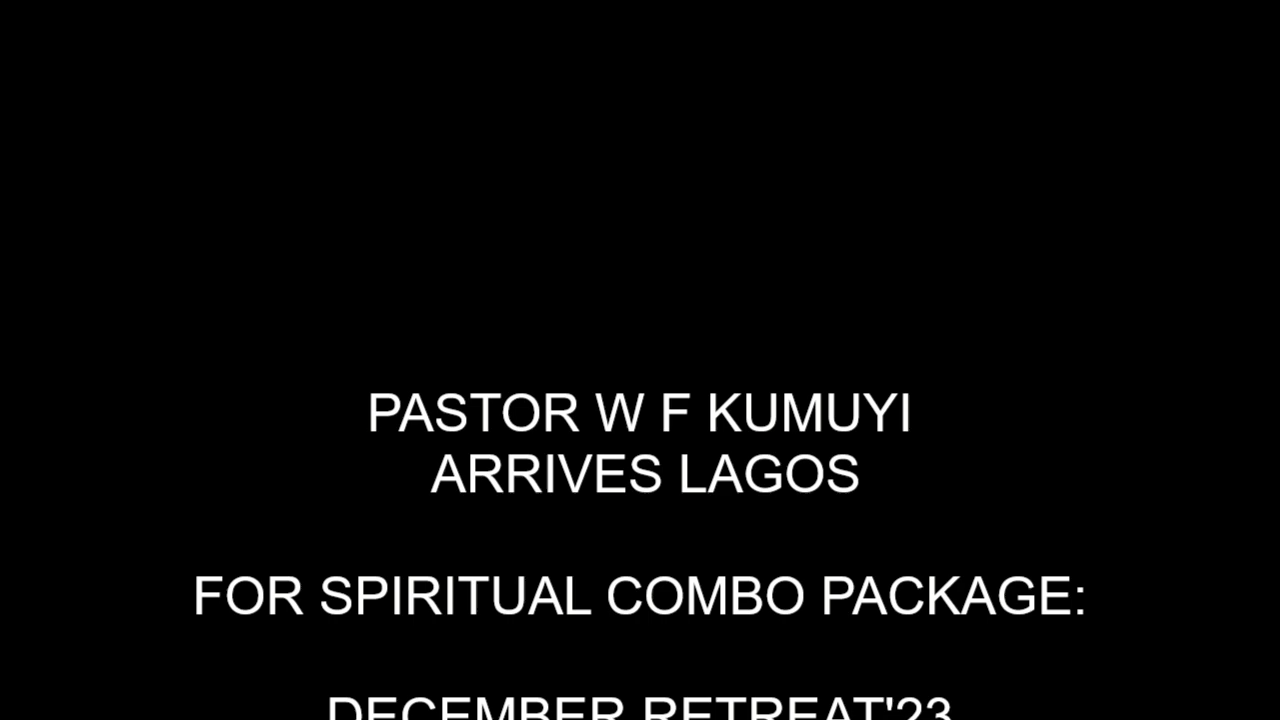 PASTOR W F KUMUYI
ARRIVES LAGOS
FOR SPIRITUAL COMBO PACKAGE:
DECEMBER RETREAT'23